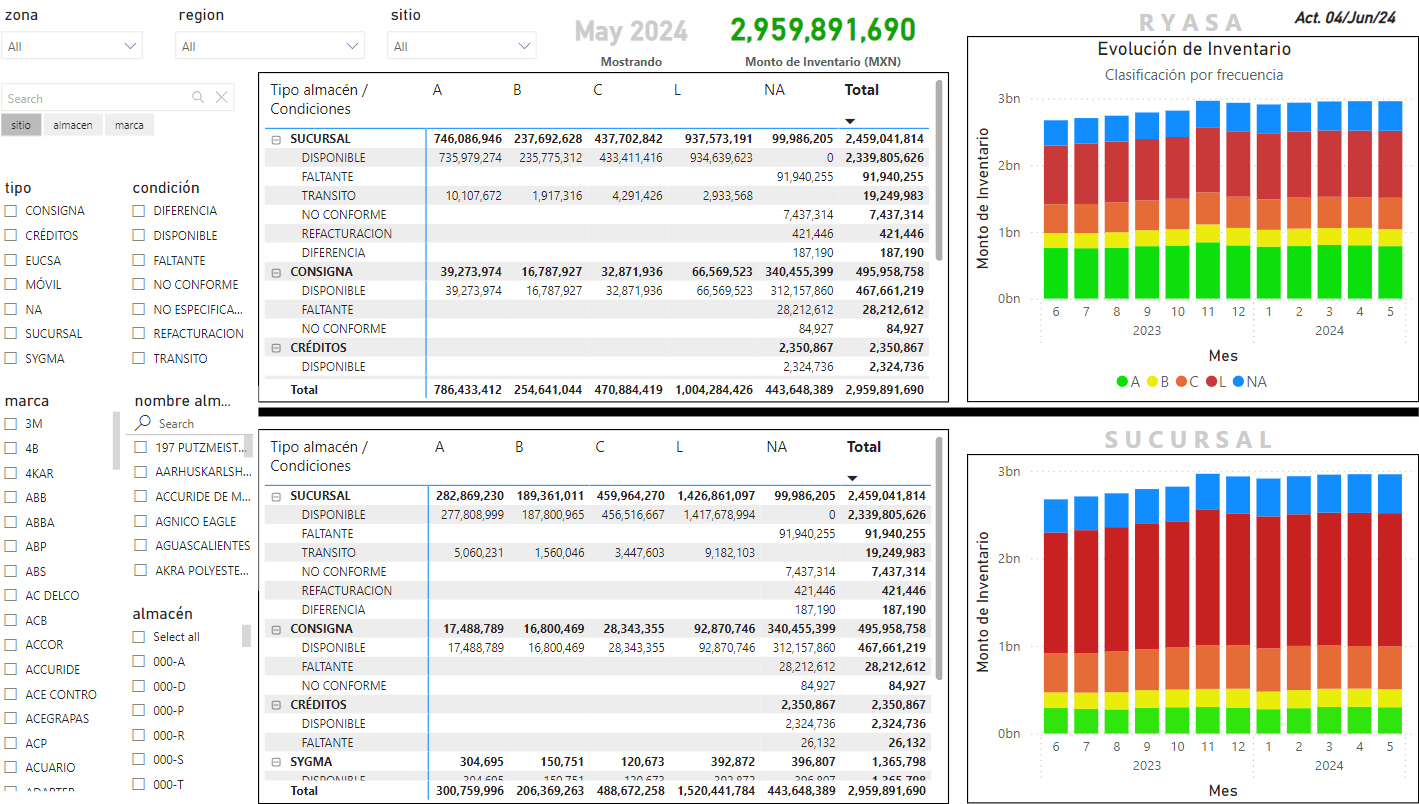 zona
All
region
All
sitio
All
May 2024
Mostrando
2,959,891,690
Monto de Inventario (MXN)
RYASA
Act. 04/Jun/24
Search
sitio almacen marca
tipo
CONSIGNA
CRÉDITOS
EUCSA
MÓVIL
NA
SUCURSAL
SYGMA
condición
DIFERENCIA
DISPONIBLE
FALTANTE
NO CONFORME
NO ESPECIFICA...
REFACTURACION
TRANSITO
marca
3M
4B
4KAR
ABB
ABBA
ABP
ABS
AC DELCO
ACB
ACCOR
ACCURIDE
ACE CONTRO
ACEGRAPAS
ACP
ACUARIO
ADAPTER
nombre alm...
Search
197 PUTZMEIST...
AARHUSKARLSH...
ACCURIDE DE M...
AGNICO EAGLE
AGUASCALIENTES
AKRA POLYESTE...
almacén
Select all
000-A
000-D
000-P
000-R
000-S
000-T
Tipo almacén / A B C L NA Total
Condiciones
SUCURSAL 746,086,946 237,692,628 437,702,842 937,573,191 99,986,205 2,459,041,814
DISPONIBLE 735,979,274 235,775,312 433,411,416 934,639,623 0 2,339,805,626
FALTANTE 91,940,255 91,940,255
TRANSITO 10,107,672 1,917,316 4,291,426 2,933,568 19,249,983
NO CONFORME 7,437,314 7,437,314
REFACTURACION 421,446 421,446
DIFERENCIA 187,190 187,190
CONSIGNA 39,273,974 16,787,927 32,871,936 66,569,523 340,455,399 495,958,758
DISPONIBLE 39,273,974 16,787,927 32,871,936 66,569,523 312,157,860 467,661,219
FALTANTE 28,212,612 28,212,612
NO CONFORME 84,927 84,927
CRÉDITOS 2,350,867 2,350,867
DISPONIBLE 2,324,736 2,324,736
Total 786,433,412 254,641,044 470,884,419 1,004,284,426 443,648,389 2,959,891,690
Evolución de Inventario
Clasificación por frecuencia
Monto de Inventario
3bn
2bn
1bn
0bn
6 7 8 9 10 11 12 1 2 3 4 5
2023 2024
Mes
A B C L NA
Tipo almacén / A B C L NA Total
Condiciones
SUCURSAL 282,869,230 189,361,011 459,964,270 1,426,861,097 99,986,205 2,459,041,814
DISPONIBLE 277,808,999 187,800,965 456,516,667 1,417,678,994 0 2,339,805,626
FALTANTE 91,940,255 91,940,255
TRANSITO 5,060,231 1,560,046 3,447,603 9,182,103 19,249,983
NO CONFORME 7,437,314 7,437,314
REFACTURACION 421,446 421,446
DIFERENCIA 187,190 187,190
CONSIGNA 17,488,789 16,800,469 28,343,355 92,870,746 340,455,399 495,958,758
DISPONIBLE 17,488,789 16,800,469 28,343,355 92,870,746 312,157,860 467,661,219
FALTANTE 28,212,612 28,212,612
NO CONFORME 84,927 84,927
CRÉDITOS 2,350,867 2,350,867
DISPONIBLE 2,324,736 2,324,736
FALTANTE 26,132 26,132
SYGMA 304,695 150,751 120,673 392,872 396,807 1,365,798
DISPONIBLE 304,695 150,751 120,673 392,872 396,807 1,365,798
Total 300,759,996 206,369,263 488,672,258 1,520,441,784 443,648,389 2,959,891,690
SUCURSAL
Monto de Inventario
3bn
2bn
1bn
0bn
6 7 8 9 10 11 12 1 2 3 4 5
2023 2024
Mes